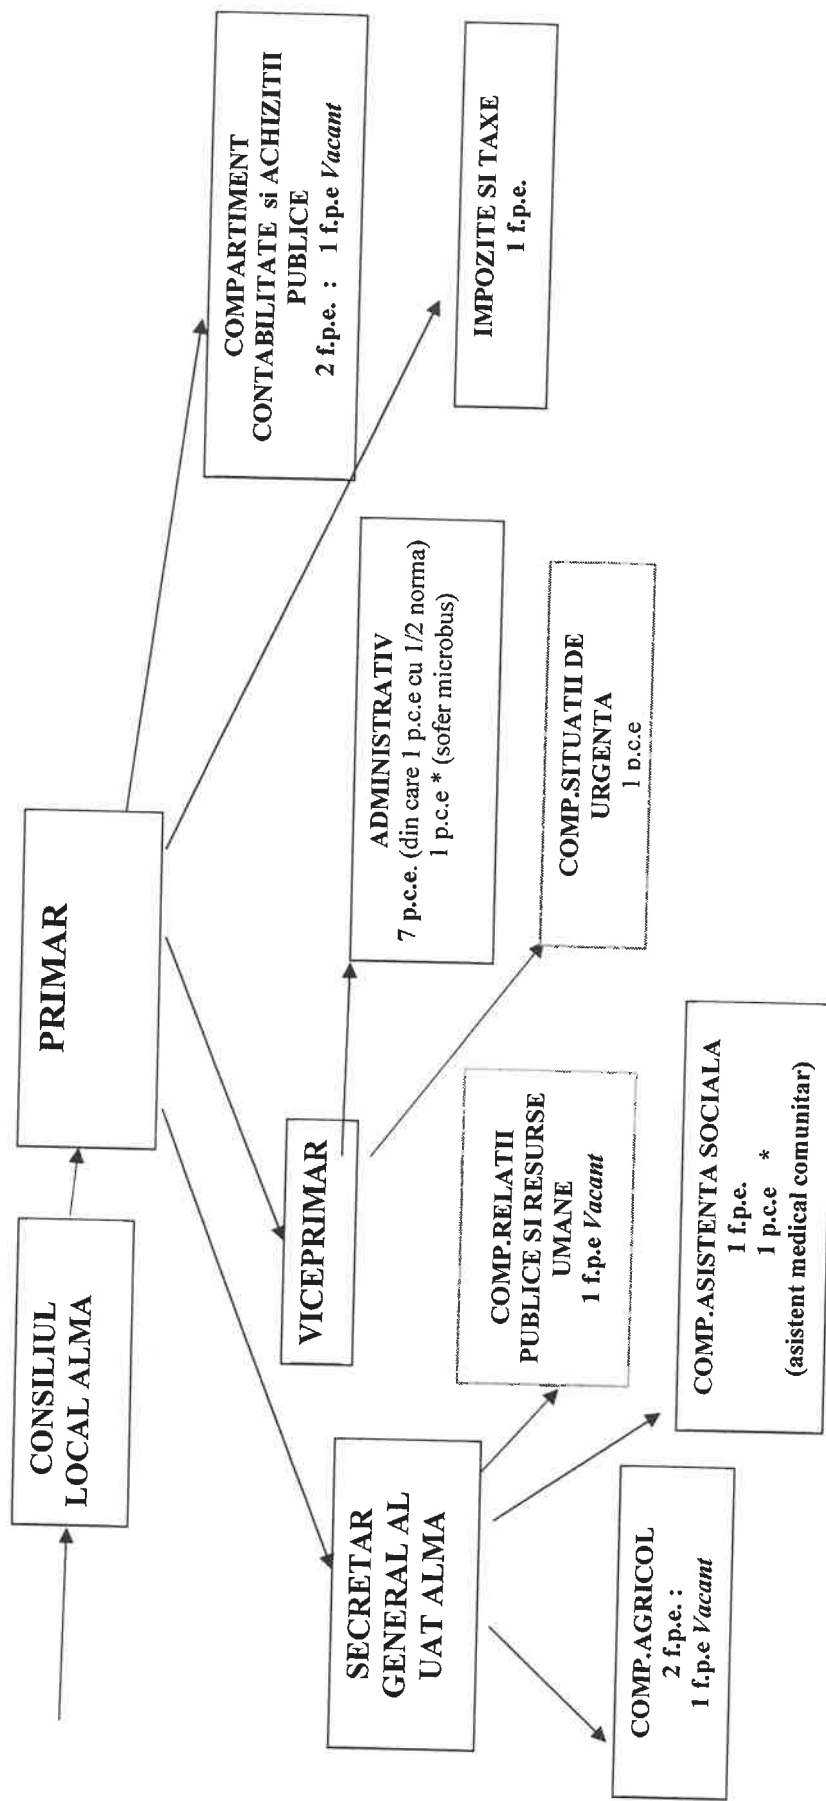 CONSILIUL
LOCAL ALMA
PRIMAR
COMPARTIMENT
CONTABILITATE si ACHIZITII
PUBLICE
2 f.p.e. : 1 f.p.e Vacant
IMPOZITE SI TAXE
1 f.p.e.
VICEPRIMAR
ADMINISTRATIV
7 p.c.e. (din care 1 p.c.e cu 1/2 norma)
1 p.c.e * (sofer microbus)
COMP.SITUATII DE
URGENTA
1 p.c.e
SECRETAR
GENERAL AL
UAT ALMA
COMP.RELATII
PUBLICE SI RESURSE
UMANE
1 f.p.e Vacant
COMP.ASISTENTA SOCIALA
1 f.p.e.
1 p.c.e *
(asistent medical comunitar)
COMP.AGRICOL
2 f.p.e. :
1 f.p.e Vacant